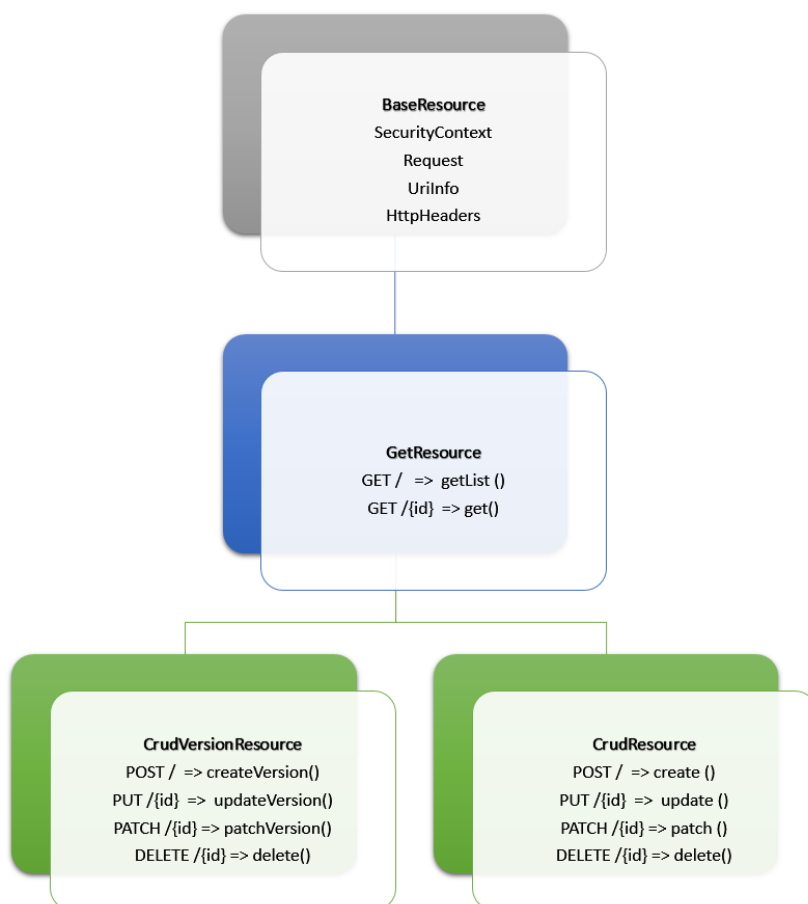 BaseResource
SecurityContext
Request
UriInfo
HttpHeaders
GetResource
GET /   =>  getList ()
GET /{id}  => get()
CrudVersionResource
POST /  => createVersion()
PUT /{id}  =>  updateVersion()
PATCH /{id} => patchVersion()
DELETE /{id} => delete()
CrudResource
POST /  => create ()
PUT /{id}  =>  update ()
PATCH /{id} => patch ()
DELETE /{id} => delete()